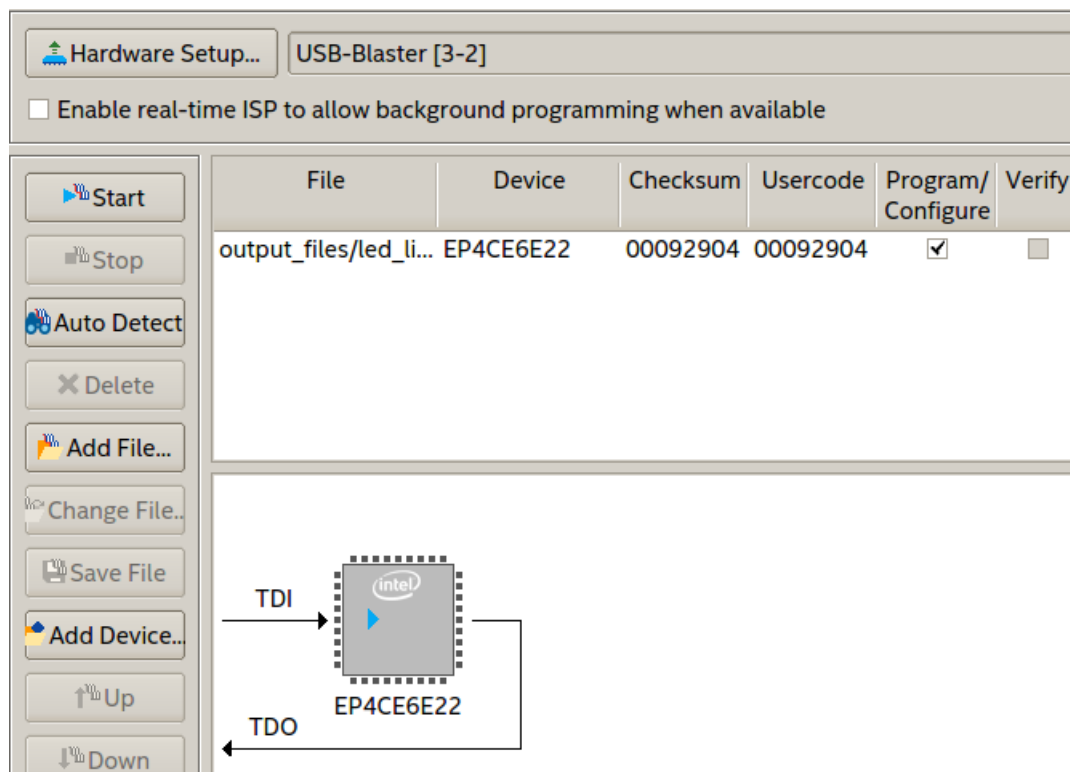 Hardware Setup... USB-Blaster [3-2]
Enable real-time ISP to allow background programming when available
Start
Stop
Auto Detect
Delete
Add File...
Change File..
Save File
Add Device...
Up
Down
File Device Checksum Usercode Program/ Verify
Configure
output_files/led_li... EP4CE6E22 00092904 00092904
intel
TDI
EP4CE6E22
TDO